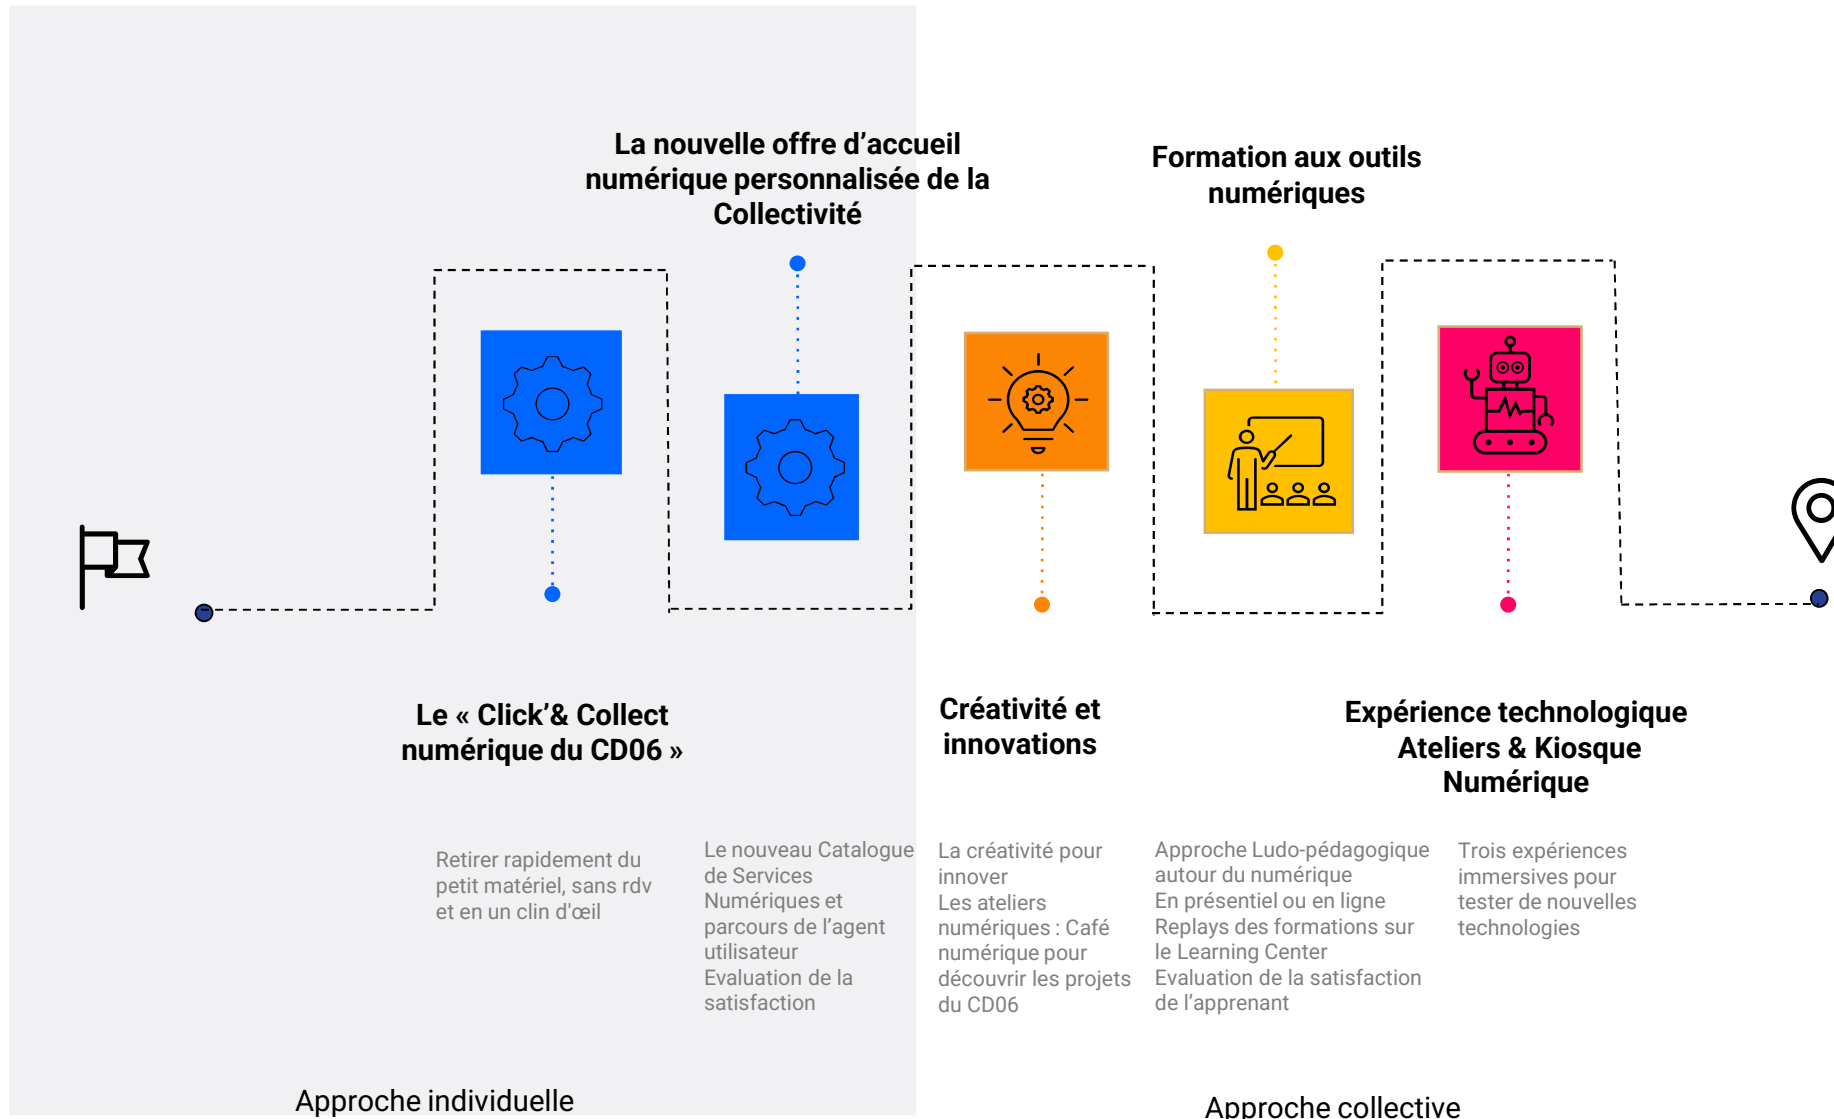 La nouvelle offre d’accueil
numérique personnalisée de la
Collectivité
Formation aux outils
numériques
Le « Click’& Collect
numérique du CD06 »
Créativité et
innovations
Expérience technologique
Ateliers & Kiosque
Numérique
Retirer rapidement du
petit matériel, sans rdv
et en un clin d'œil
Le nouveau Catalogue
de Services
Numériques et
parcours de l’agent
utilisateur
Evaluation de la
satisfaction
La créativité pour
innover
Les ateliers
numériques : Café
numérique pour
découvrir les projets
du CD06
Approche Ludo-pédagogique
autour du numérique
En présentiel ou en ligne
Replays des formations sur
le Learning Center
Evaluation de la satisfaction
de l’apprenant
Trois expériences
immersives pour
tester de nouvelles
technologies
Approche individuelle
Approche collective